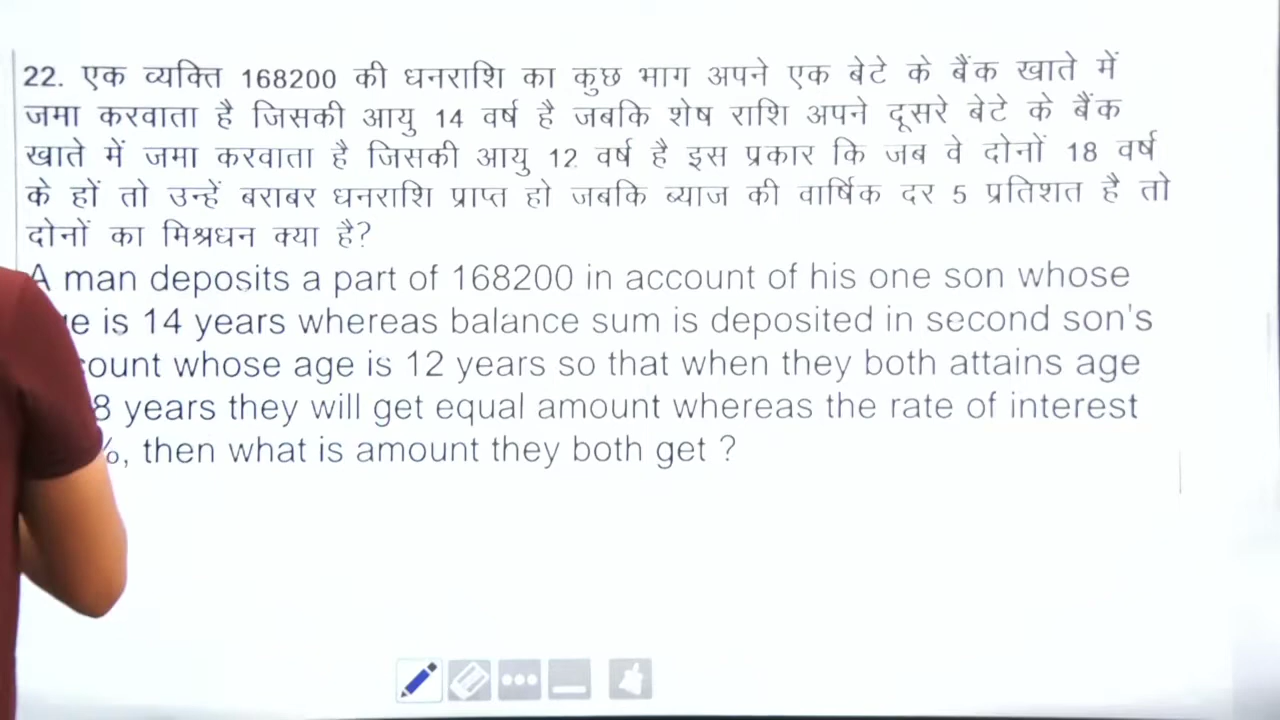 22. एक व्यक्ति 168200 की धनराशि का कुछ भाग अपने एक बेटे के बैंक खाते में
जमा करवाता है जिसकी आयु 14 वर्ष है जबकि शेष राशि अपने दूसरे बेटे के बैंक
खाते में जमा करवाता है जिसकी आयु 12 वर्ष है इस प्रकार कि जब वे दोनों 18 वर्ष
के हों तो उन्हें बराबर धनराशि प्राप्त हो जबकि ब्याज की वार्षिक दर 5 प्रतिशत है तो
दोनों का मिश्रधन क्या है?
A man deposits a part of 168200 in account of his one son whose
is 14 years whereas balance sum is deposited in second son's
whose age is 12 years so that when they both attains age
8 years they will get equal amount whereas the rate of interest
%, then what is amount they both get ?